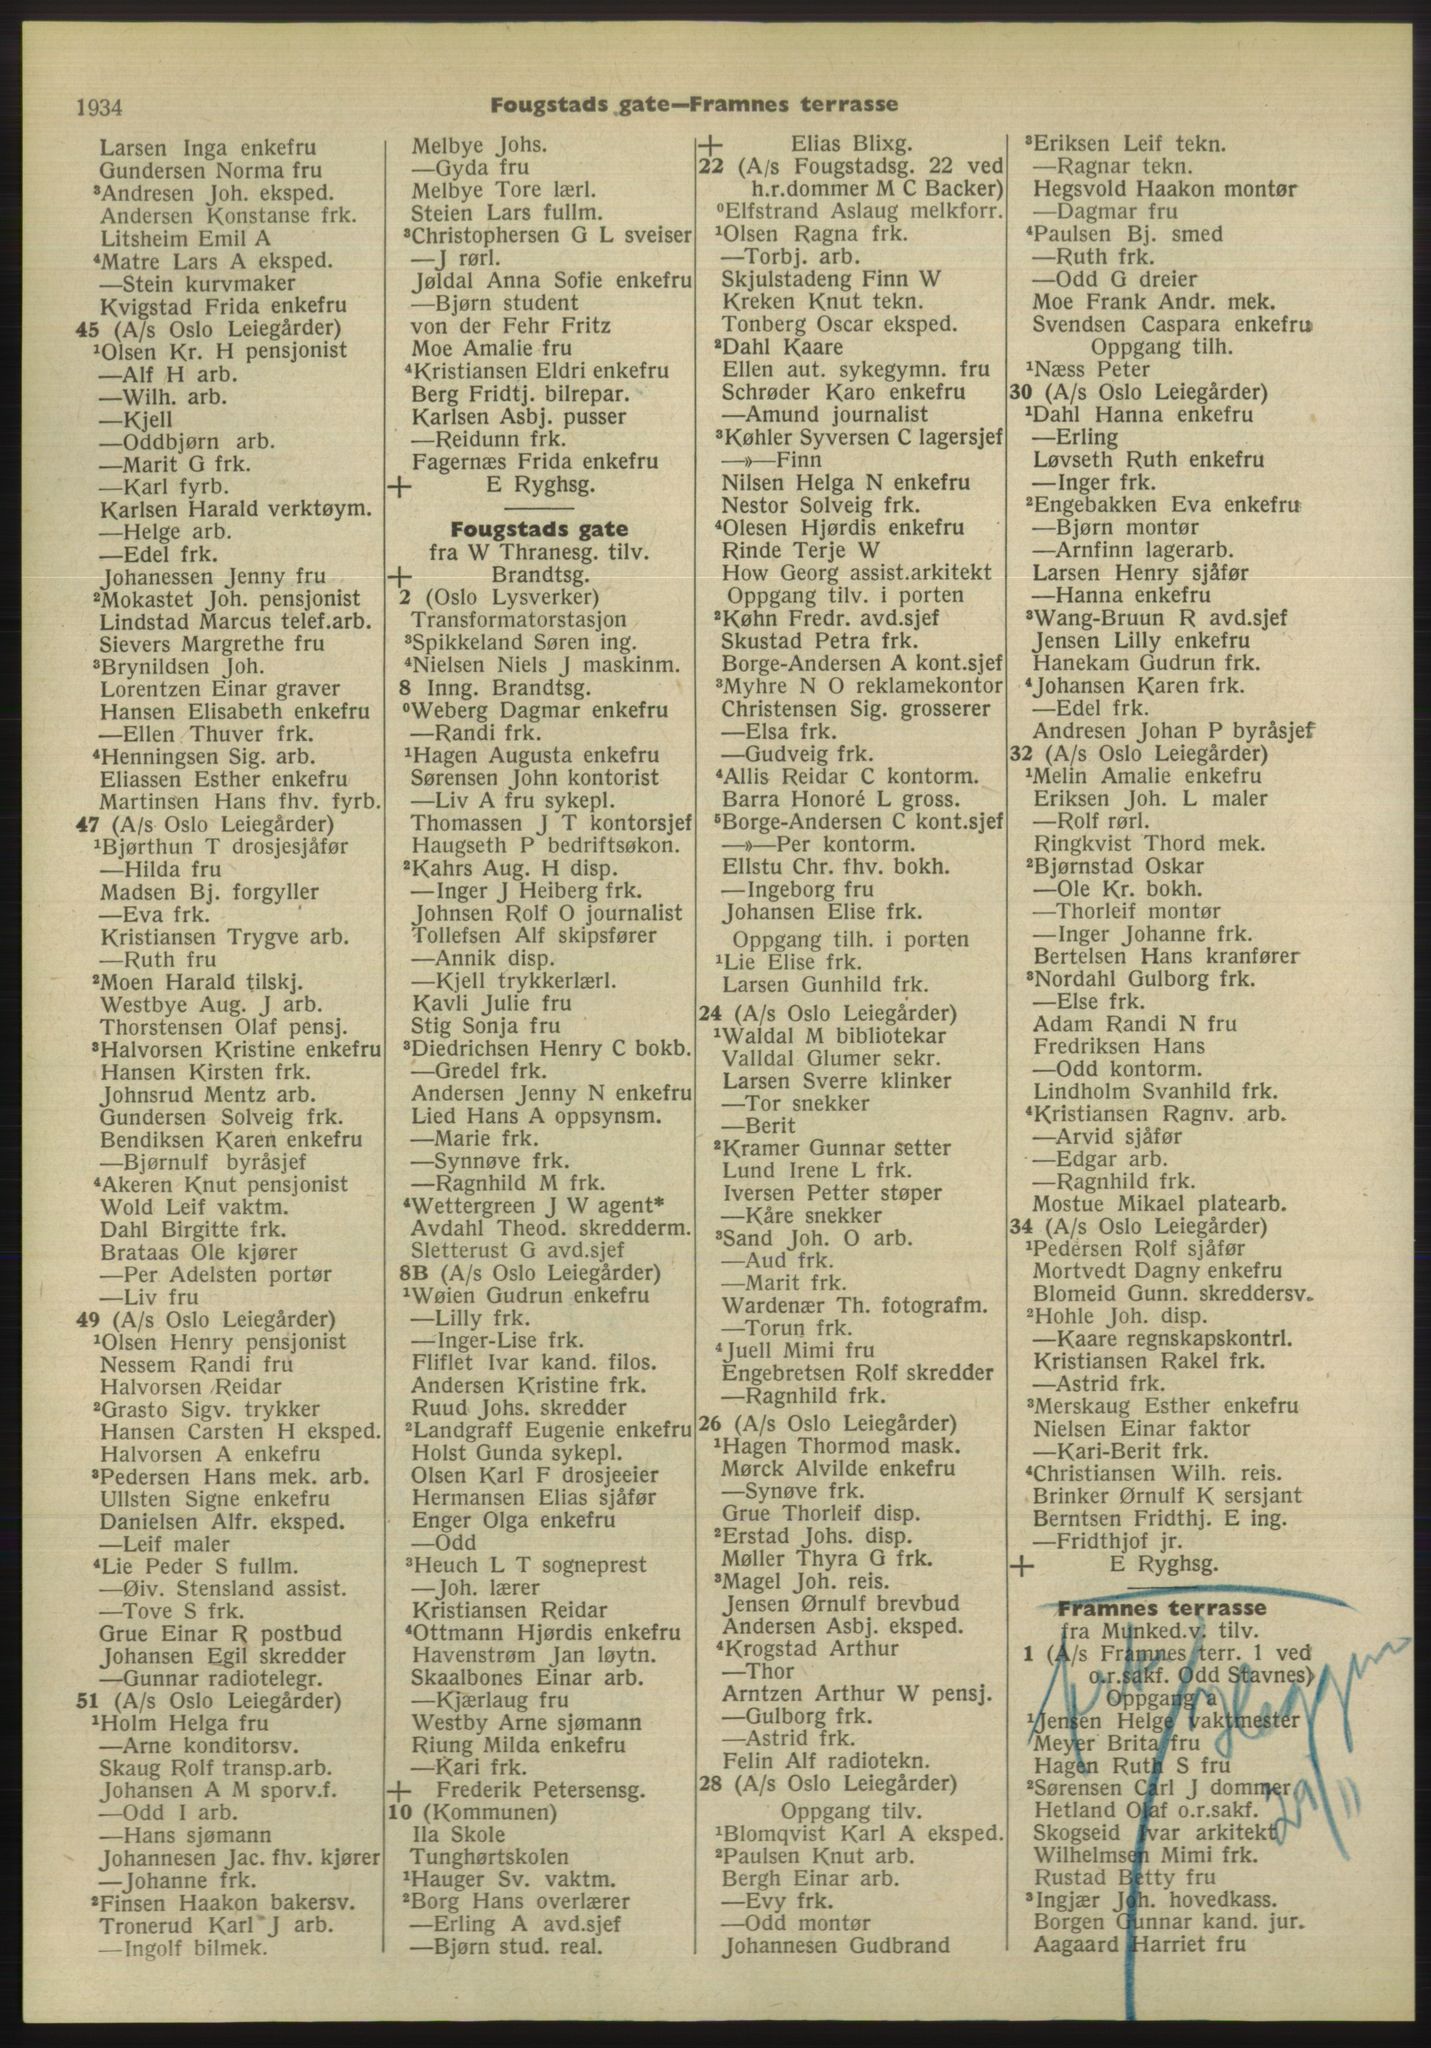 1934
Fougstads gate—Framnes terrasse
Larsen Inga enkefru
Gundersen Norma fru
³Andresen Joh. eksped.
Andersen Konstanse frk.
Litsheim Emil A
⁴Matre Lars A eksped.
—Stein kurvmaker
Kvigstad Frida enkefru
45 (A/s Oslo Leiegårder)
¹Olsen Kr. H pensjonist
—Alf H arb.
—Wilh. arb.
—Kjell
—Oddbjørn arb.
—Marit G frk.
—Karl fyrb.
Karlsen Harald verktøym.
—Helge arb.
—Edel frk.
Johanessen Jenny fru
²Mokastet Joh. pensjonist
Lindstad Marcus telef.arb.
Sievers Margrethe fru
³Brynildsen Joh.
Lorentzen Einar graver
Hansen Elisabeth enkefru
—Ellen Thuver frk.
⁴Henningsen Sig. arb.
Eliassen Esther enkefru
Martinsen Hans fhv. fyrb.
47 (A/s Oslo Leiegårder)
¹Bjørthun T drosjesjåfør
—Hilda fru
Madsen Bj. forgyller
—Eva frk.
Kristiansen Trygve arb.
—Ruth fru
²Moen Harald tilskj.
Westbye Aug. J arb.
Thorstensen Olaf pensj.
³Halvorsen Kristine enkefru
Hansen Kirsten frk.
Johnsrud Mentz arb.
Gundersen Solveig frk.
Bendiksen Karen enkefru
—Bjørnulf byråsjef
⁴Akeren Knut pensjonist
Wold Leif vaktm.
Dahl Birgitte frk.
Brataas Ole kjører
—Per Adelsten portør
—Liv fru
49 (A/s Oslo Leiegårder)
¹Olsen Henry pensjonist
Nessem Randi fru
Halvorsen Reidar
²Grasto Sigv. trykker
Hansen Carsten H eksped.
Halvorsen A enkefru
³Pedersen Hans mek. arb.
Ullsten Signe enkefru
Danielsen Alfr. eksped.
—Leif maler
⁴Lie Peder S fullm.
—Øiv. Stensland assist.
—Tove S frk.
Grue Einar R postbud
Johansen Egil skredder
—Gunnar radiotelegr.
51 (A/s Oslo Leiegårder)
¹Holm Helga fru
—Arne konditorsv.
Skaug Rolf transp.arb.
Johansen A M sporv.f.
—Odd I arb.
—Hans sjømann
Johannesen Jac. fhv. kjører
—Johanne frk.
²Finsen Haakon bakersv.
Tronerud Karl J arb.
—Ingolf bilmek.
Melbye Johs.
—Gyda fru
Melbye Tore lærl.
Steien Lars fullm.
³Christophersen G L sveiser
—J rørl.
Jøldal Anna Sofie enkefru
—Bjørn student
von der Fehr Fritz
Moe Amalie fru
⁴Kristiansen Eldri enkefru
Berg Fridtj. bilrepar.
Karlsen Asbj. pusser
—Reidunn frk.
Fagernæs Frida enkefru
+ E Ryghsg.
Fougstads gate
fra W Thranesg. tilv.
+ Brandtsg.
2 (Oslo Lysverker)
Transformatorstasjon
³Spikkeland Søren ing.
⁴Nielsen Niels J maskinm.
8 Inng. Brandtsg.
⁰Weberg Dagmar enkefru
—Randi frk.
¹Hagen Augusta enkefru
Sørensen John kontorist
—Liv A fru sykepl.
Thomassen J T kontorsjef
Haugseth P bedriftsøkon.
²Kahrs Aug. H disp.
—Inger J Heiberg frk.
Johnsen Rolf O journalist
Tollefsen Alf skipsfører
—Annik disp.
—Kjell trykkerlærl.
Kavli Julie fru
Stig Sonja fru
³Diedrichsen Henry C bokb.
—Gredel frk.
Andersen Jenny N enkefru
Lied Hans A oppsynsm.
—Marie frk.
—Synnøve frk.
—Ragnhild M frk.
⁴Wettergreen J W agent*
Avdahl Theod. skredderm.
Sletterust G avd.sjef
8B (A/s Oslo Leiegårder)
¹Wøien Gudrun enkefru
—Lilly frk.
—Inger-Lise frk.
Fliflet Ivar kand. filos.
Andersen Kristine frk.
Ruud Johs. skredder
²Landgraff Eugenie enkefru
Holst Gunda sykepl.
Olsen Karl F drosjeeier
Hermansen Elias sjåfør
Enger Olga enkefru
—Odd
³Heuch L T sogneprest
—Joh. lærer
Kristiansen Reidar
⁴Ottmann Hjørdis enkefru
Havenstrøm Jan løytn.
Skaalbones Einar arb.
—Kjærlaug fru
Westby Arne sjømann
Riung Milda enkefru
—Kari frk.
+ Frederik Petersensg.
10 (Kommunen)
Ila Skole
Tunghørtskolen
¹Hauger Sv. vaktm.
²Borg Hans overlærer
—Erling A avd.sjef
—Bjørn stud. real.
+ Elias Blixg.
22 (A/s Fougstadsg. 22 ved
h.r.dommer M C Backer)
⁰Elfstrand Aslaug melkforr.
¹Olsen Ragna frk.
—Torbj. arb.
Skjulstadeng Finn W
Kreken Knut tekn.
Tonberg Oscar eksped.
²Dahl Kaare
Ellen aut. sykegymn. fru
Schrøder Karo enkefru
—Amund journalist
³Køhler Syversen C lagersjef
—»—Finn
Nilsen Helga N enkefru
Nestor Solveig frk.
⁴Olesen Hjørdis enkefru
Rinde Terje W
How Georg assist.arkitekt
Oppgang tilv. i porten
²Køhn Fredr. avd.sjef
Skustad Petra frk.
Borge-Andersen A kont.sjef
³Myhre N O reklamekontor
Christensen Sig. grosserer
—Elsa frk.
—Gudveig frk.
⁴Allis Reidar C kontorm.
Barra Honoré L gross.
⁵Borge-Andersen C kont.sjef
—»—Per kontorm.
Ellstu Chr. fhv. bokh.
—Ingeborg fru
Johansen Elise frk.
Oppgang tilh. i porten
¹Lie Elise frk.
Larsen Gunhild frk.
24 (A/s Oslo Leiegårder)
¹Waldal M bibliotekar
Valldal Glumer sekr.
Larsen Sverre klinker
—Tor snekker
—Berit
²Kramer Gunnar setter
Lund Irene L frk.
Iversen Petter støper
—Kåre snekker
³Sand Joh. O arb.
—Aud frk.
—Marit frk.
Wardenær Th. fotografm.
—Torun frk.
⁴Juell Mimi fru
Engebretsen Rolf skredder
—Ragnhild frk.
26 (A/s Oslo Leiegårder)
¹Hagen Thormod mask.
Mørck Alvilde enkefru
—Synøve frk.
Grue Thorleif disp.
²Erstad Johs. disp.
Møller Thyra G frk.
³Magel Joh. reis.
Jensen Ørnulf brevbud
Andersen Asbj. eksped.
⁴Krogstad Arthur
—Thor
Arntzen Arthur W pensj.
—Gulborg frk.
—Astrid frk.
Felin Alf radiotekn.
28 (A/s Oslo Leiegårder)
Oppgang tilv.
¹Blomqvist Karl A eksped.
²Paulsen Knut arb.
Bergh Einar arb.
—Evy frk.
—Odd montør
Johannesen Gudbrand
³Eriksen Leif tekn.
—Ragnar tekn.
Hegsvold Haakon montør
—Dagmar fru
⁴Paulsen Bj. smed
—Ruth frk.
—Odd G dreier
Moe Frank Andr. mek.
Svendsen Caspara enkefru
Oppgang tilh.
¹Næss Peter
30 (A/s Oslo Leiegårder)
¹Dahl Hanna enkefru
—Erling
Løvseth Ruth enkefru
—Inger frk.
²Engebakken Eva enkefru
—Bjørn montør
—Arnfinn lagerarb.
Larsen Henry sjåfør
—Hanna enkefru
³Wang-Bruun R avd.sjef
Jensen Lilly enkefru
Hanekam Gudrun frk.
⁴Johansen Karen frk.
—Edel frk.
Andresen Johan P byråsjef
32 (A/s Oslo Leiegårder)
¹Melin Amalie enkefru
Eriksen Joh. L maler
—Rolf rørl.
Ringkvist Thord mek.
²Bjørnstad Oskar
—Ole Kr. bokh.
—Thorleif montør
—Inger Johanne frk.
Bertelsen Hans kranfører
³Nordahl Gulborg frk.
—Else frk.
Adam Randi N fru
Fredriksen Hans
—Odd kontorm.
Lindholm Svanhild frk.
⁴Kristiansen Ragnv. arb.
—Arvid sjåfør
—Edgar arb.
—Ragnhild frk.
Mostue Mikael platearb.
34 (A/s Oslo Leiegårder)
¹Pedersen Rolf sjåfør
Mortvedt Dagny enkefru
Blomeid Gunn. skreddersv.
²Hohle Joh. disp.
—Kaare regnskapskontrl.
Kristiansen Rakel frk.
—Astrid frk.
³Merskaug Esther enkefru
Nielsen Einar faktor
—Kari-Berit frk.
⁴Christiansen Wilh. reis.
Brinker Ørnulf K sersjant
Berntsen Fridthj. E ing.
—Fridthjof jr.
+ E Ryghsg.
Framnes terrasse
fra Munked.v. tilv.
1 (A/s Framnes terr. 1 ved
o.r.sakf. Odd Stavnes)
Oppgang a
¹Jensen Helge vaktmester
Meyer Brita fru
Hagen Ruth S fru
²Sørensen Carl J dommer
Hetland Olaf o.r.sakf.
Skogseid Ivar arkitekt
Wilhelmsen Mimi frk.
Rustad Betty fru
³Ingjær Joh. hovedkass.
Borgen Gunnar kand. jur.
Aagaard Harriet fru
29/11